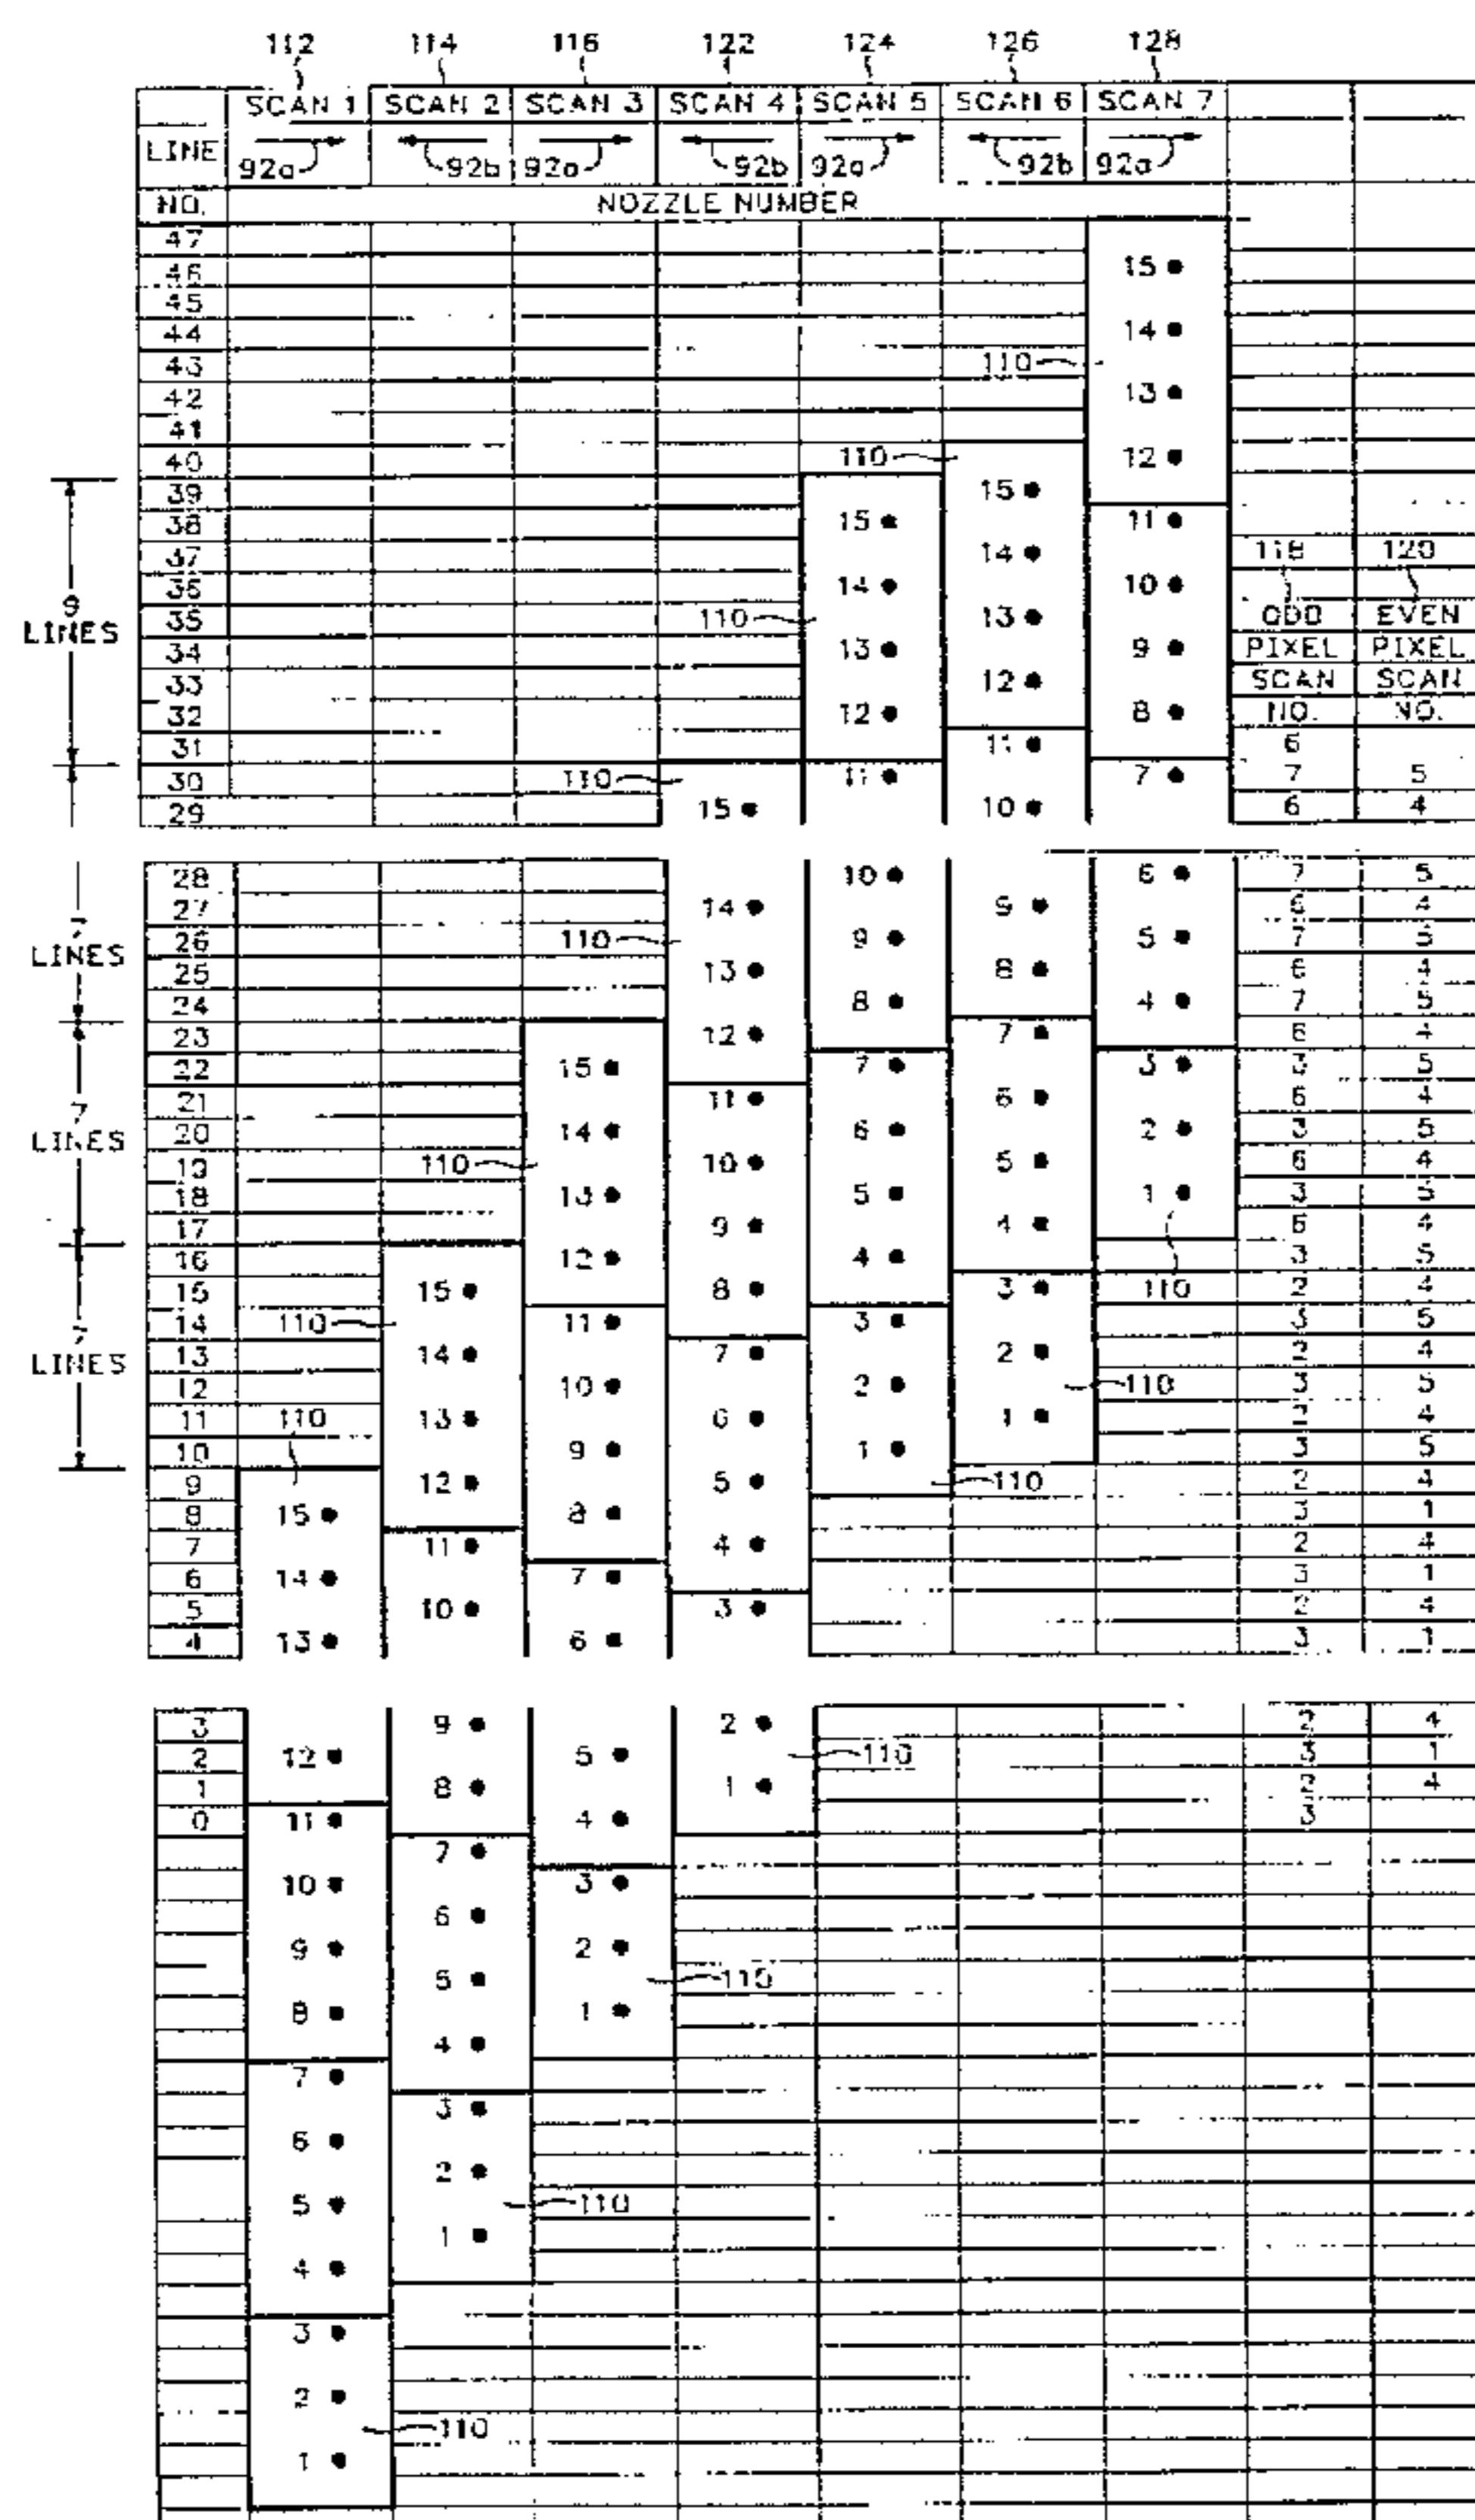 112 114 116 122 124 126 128
SCAN 1 SCAN 2 SCAN 3 SCAN 4 SCAN 5 SCAN 6 SCAN 7
LINE 92a 92b 92a 92b 92a 92b 92a
NO. NOZZLE NUMBER
47
46 15
45
44 14
43 110
42 13
41
40 110 12
39 15
38 15 11
37 14 118 120
36 14 10
9 LINES 35 110 13 ODD EVEN
34 13 9 PIXEL PIXEL
33 12 SCAN SCAN
32 12 8 NO. NO.
31 11 6
30 110 11 7 7 5
29 15 10 6 4
28 10 6 7 5
27 14 9 6 4
7 LINES 26 110 9 5 7 5
25 13 8 6 4
24 8 4 7 5
23 12 7 6 4
22 15 7 3 3 5
21 11 6 6 4
7 LINES 20 14 6 2 3 5
19 110 10 5 6 4
18 13 5 1 3 5
17 9 4 6 4
16 12 4 3 5
15 15 8 3 110 2 4
14 110 11 3 3 5
7 LINES 13 14 7 2 2 4
12 10 2 110 3 5
11 110 13 6 1 2 4
10 9 1 3 5
9 12 5 110 2 4
8 15 8 3 1
7 11 4 2 4
6 14 7 3 1
5 10 3 2 4
4 13 6 3 1
3 9 2 2 4
2 12 5 110 3 1
1 8 1 2 4
0 11 4 3
7
10 3
6
9 2
5 110
8 1
4
7
3
6
2
5 110
1
4
3
2
110
1